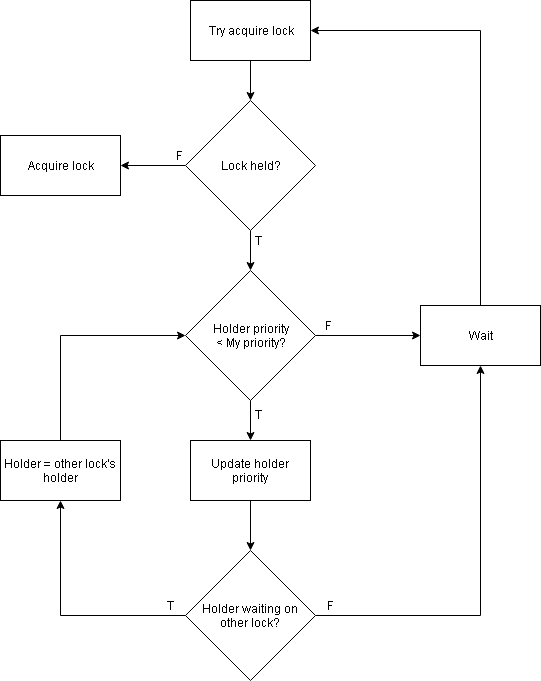 Try acquire lock
F
Acquire lock
Lock held?
T
Holder priority
< My priority?
F
Wait
T
Holder = other lock's
holder
Update holder
priority
T
Holder waiting on
other lock?
F